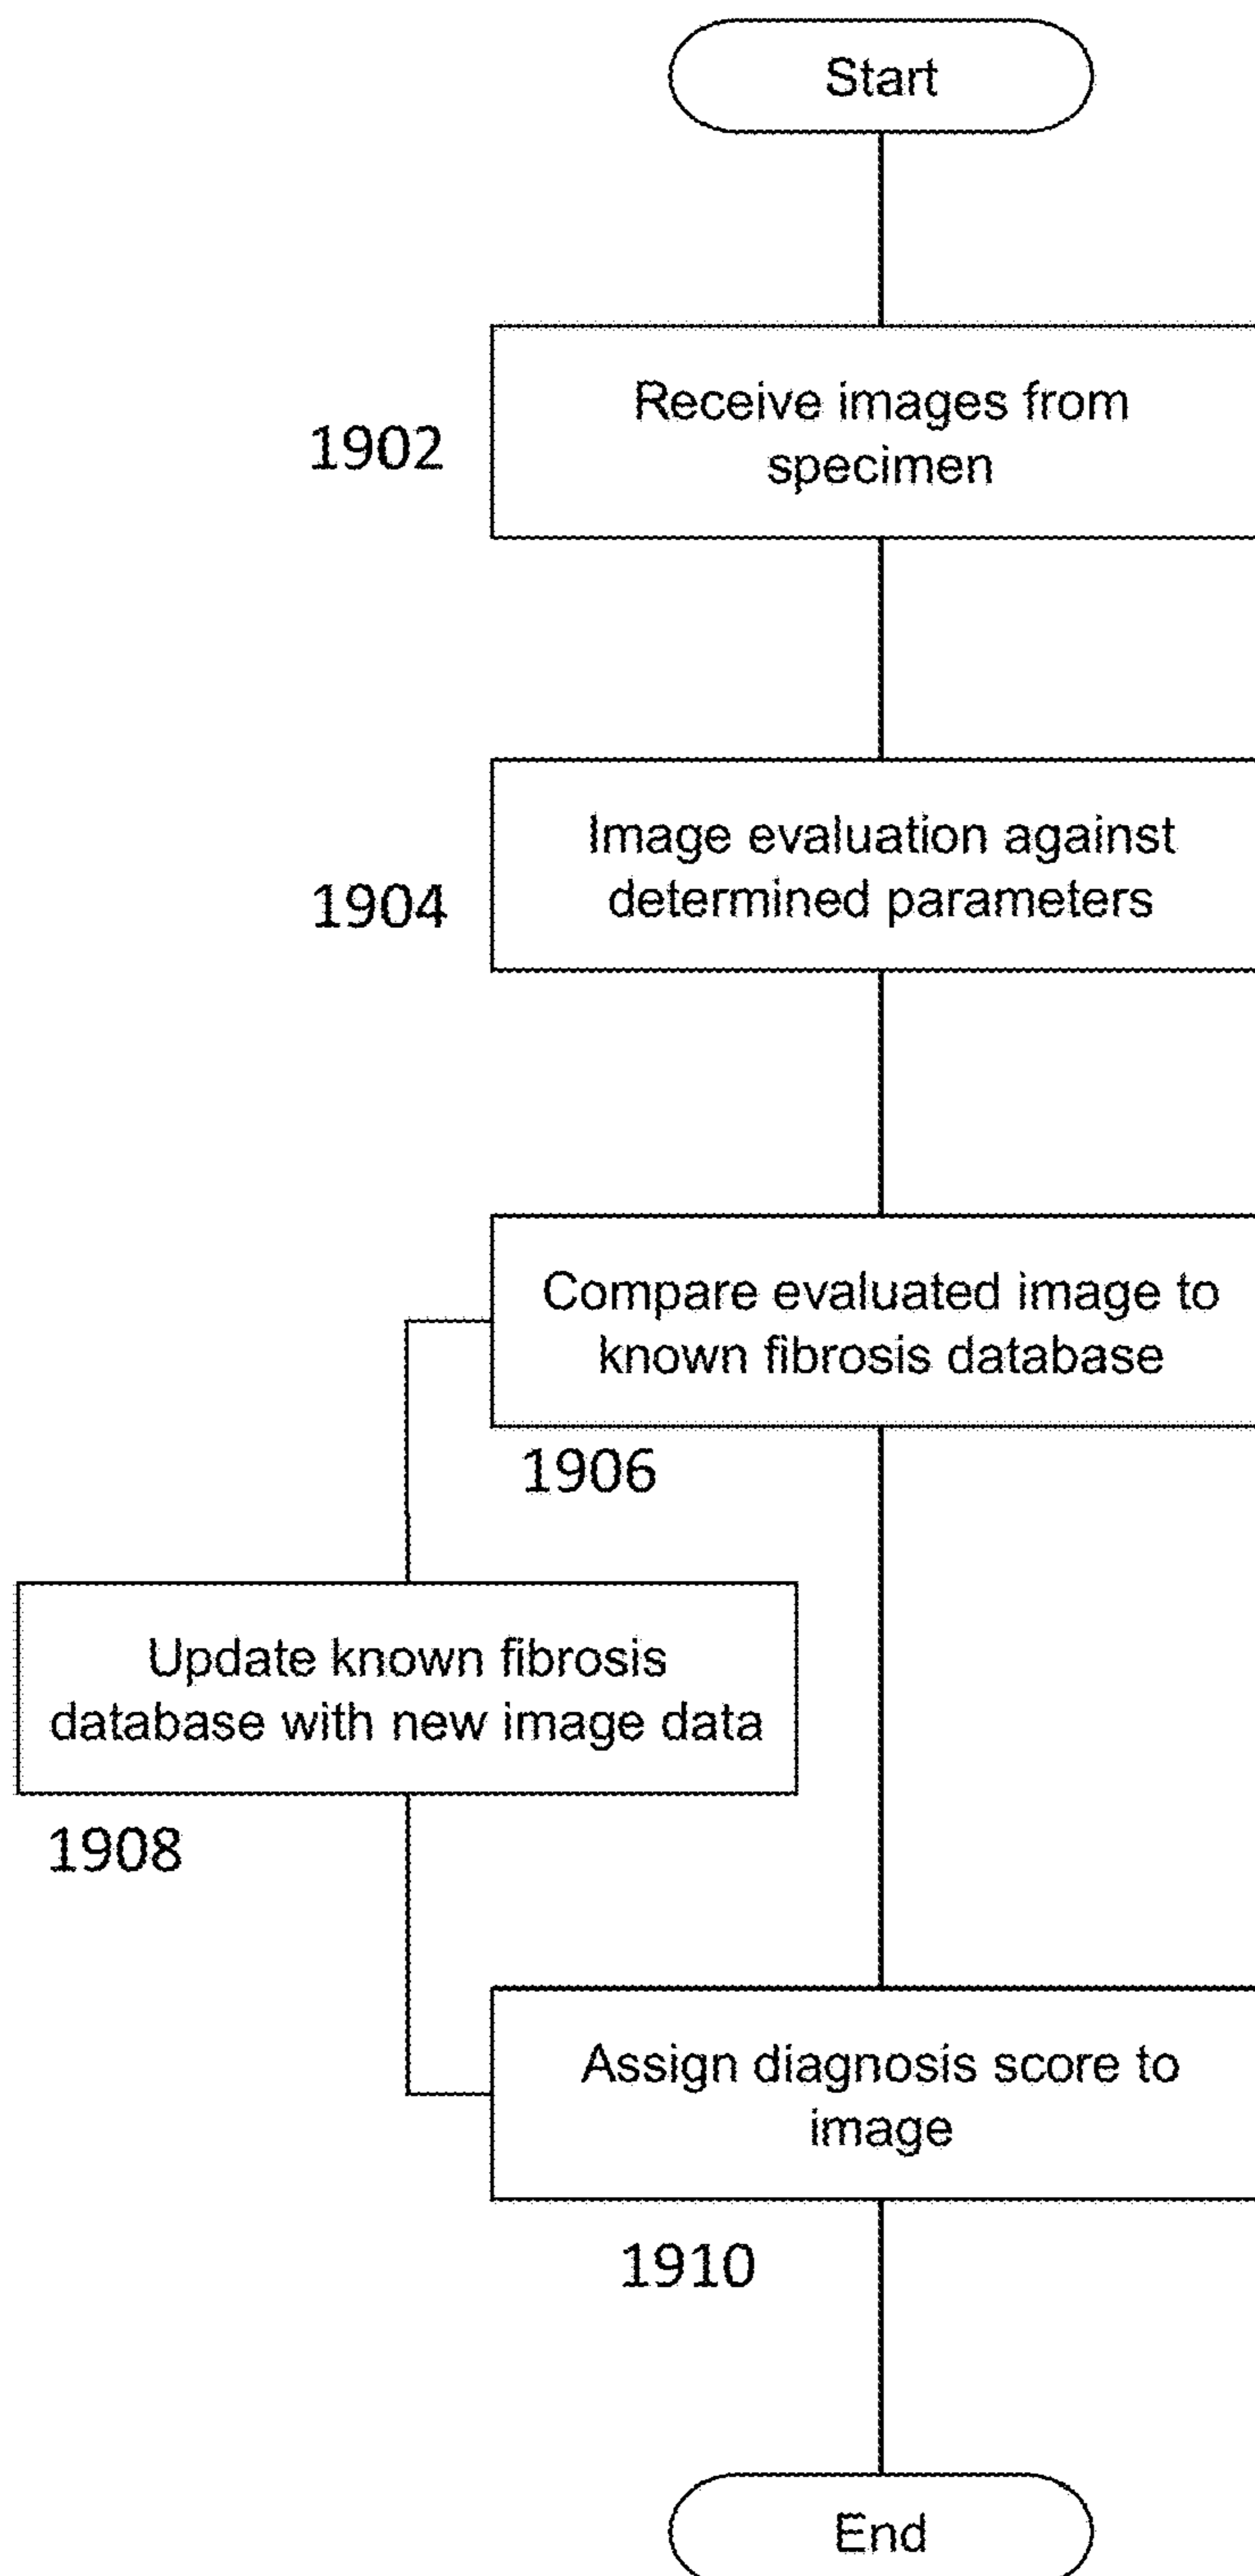 Start
Receive images from
specimen
1902
Image evaluation against
determined parameters
1904
Compare evaluated image to
known fibrosis database
1906
Update known fibrosis
database with new image data
1908
Assign diagnosis score to
image
1910
End